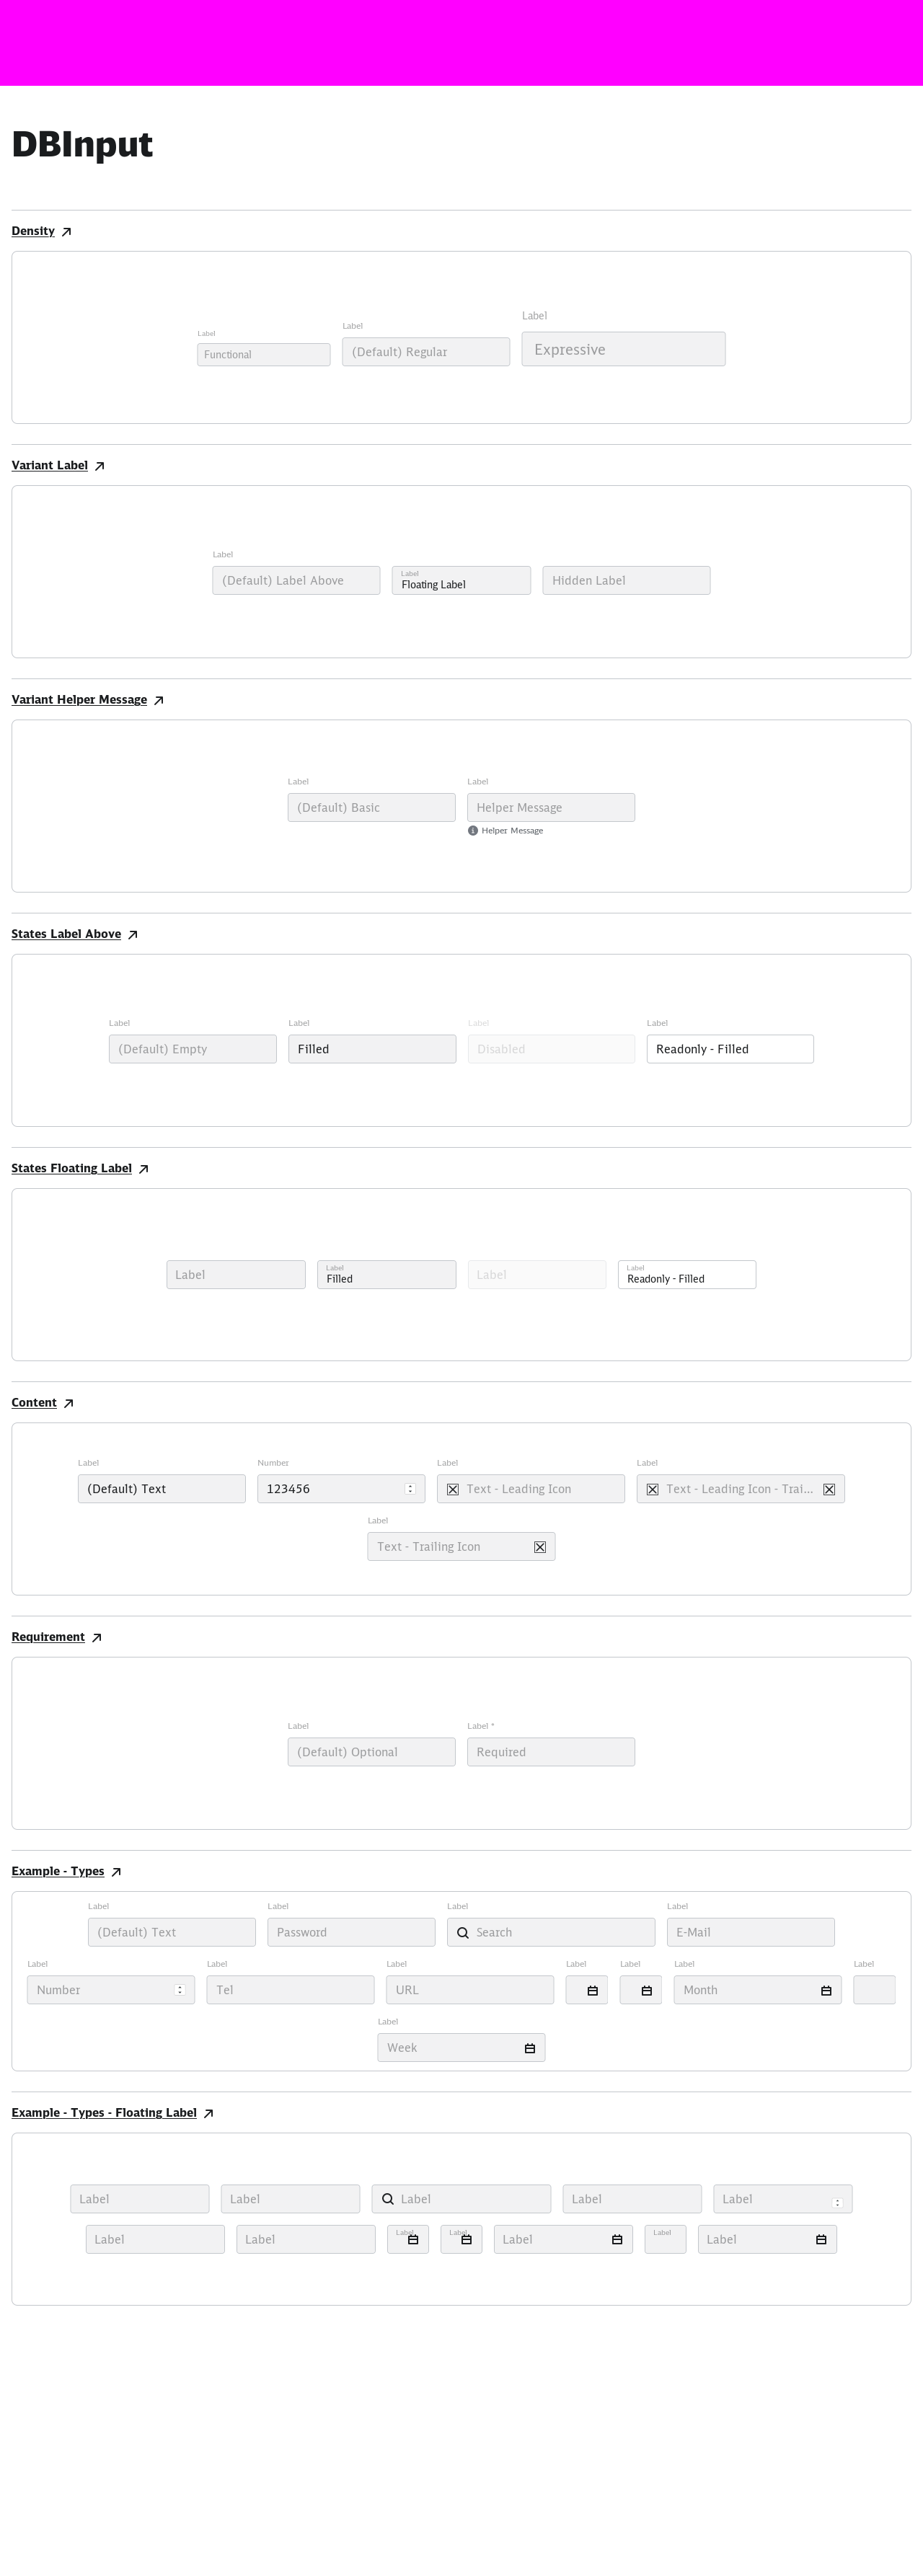 DBInput
Density
Label
Label
Label
Functional
(Default) Regular
Expressive
Variant Label
Label
(Default) Label Above
Label
Floating Label
Hidden Label
Variant Helper Message
Label
Label
(Default) Basic
Helper Message
Helper Message
States Label Above
Label
Label
Label
Label
(Default) Empty
Filled
Disabled
Readonly - Filled
States Floating Label
Label
Label
Filled
Label
Label
Readonly - Filled
Content
Label
Number
Label
Label
(Default) Text
123456
Text - Leading Icon
Text - Leading Icon - Trai...
Label
Text - Trailing Icon
Requirement
Label
Label *
(Default) Optional
Required
Example - Types
Label
Label
Label
Label
(Default) Text
Password
Search
E-Mail
Label
Label
Label
Label
Label
Label
Label
Number
Tel
URL
Month
Label
Week
Example - Types - Floating Label
Label
Label
Label
Label
Label
Label
Label
Label
Label
Label
Label
Label